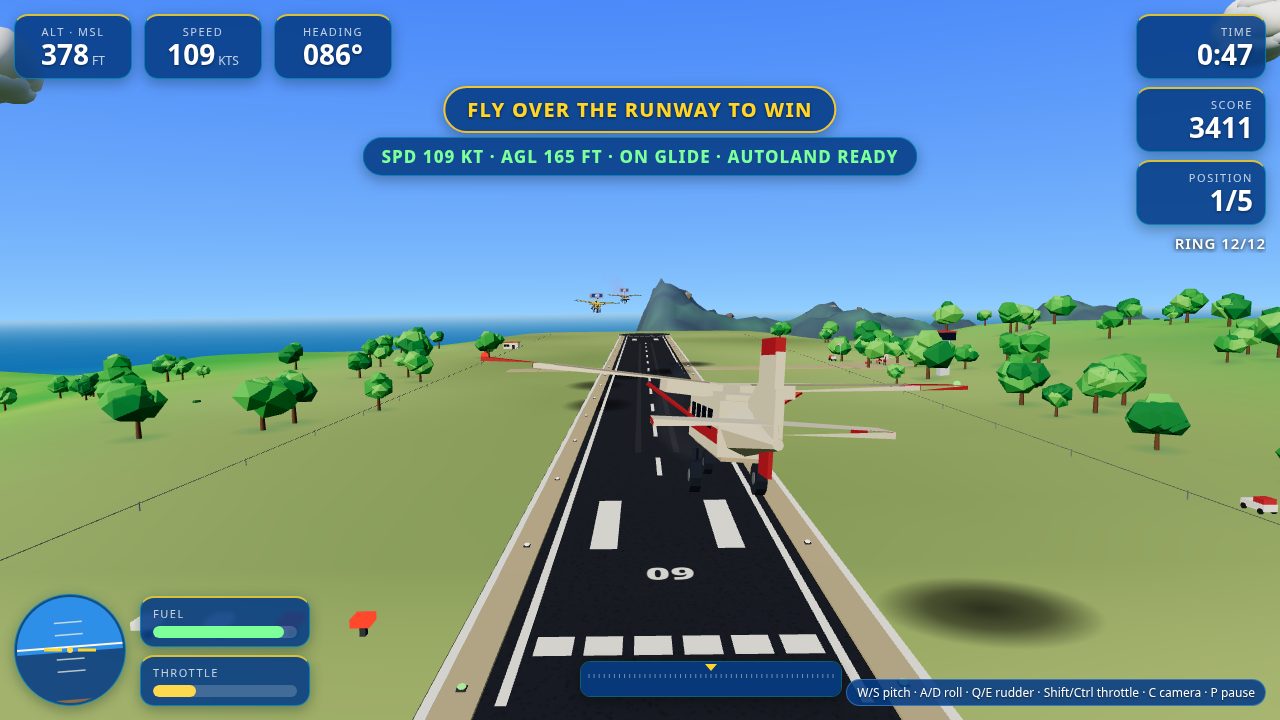 ALT · MSL
378 FT
SPEED
109 KTS
HEADING
086°
TIME
0:47
FLY OVER THE RUNWAY TO WIN
SPD 109 KT · AGL 165 FT · ON GLIDE · AUTOLAND READY
SCORE
3411
POSITION
1/5
RING 12/12
09
FUEL
THROTTLE
W/S pitch · A/D roll · Q/E rudder · Shift/Ctrl throttle · C camera · P pause